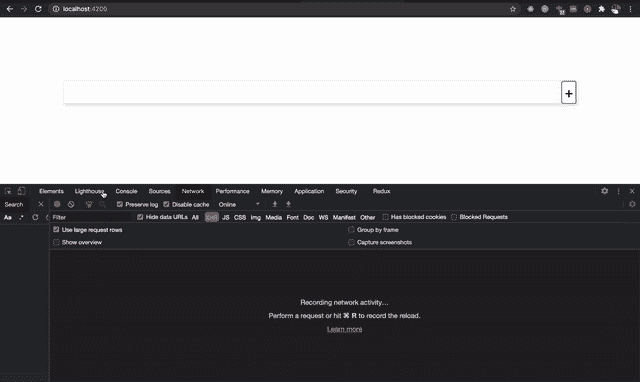 localhost:4200
+
Elements Lighthouse Console Sources Network Performance Memory Application Security Redux
Search Preserve log Disable cache Online
Aa .* Filter Hide data URLs All XHR JS CSS Img Media Font Doc WS Manifest Other Has blocked cookies Blocked Requests
Use large request rows Group by frame
Show overview Capture screenshots
Recording network activity…
Perform a request or hit ⌘ R to record the reload.
Learn more